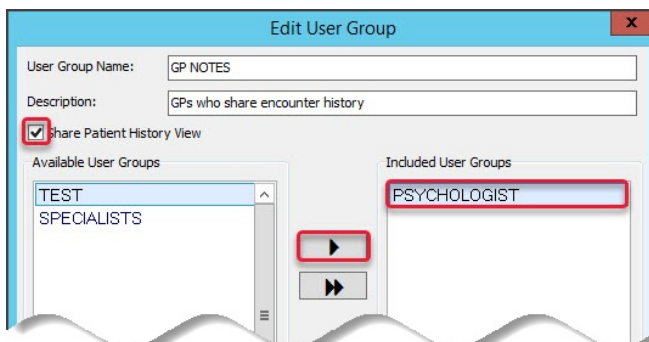 Edit User Group
x
User Group Name: GP NOTES
Description: GPs who share encounter history
Share Patient History View
Available User Groups Included User Groups
TEST PSYCHOLOGIST
SPECIALISTS